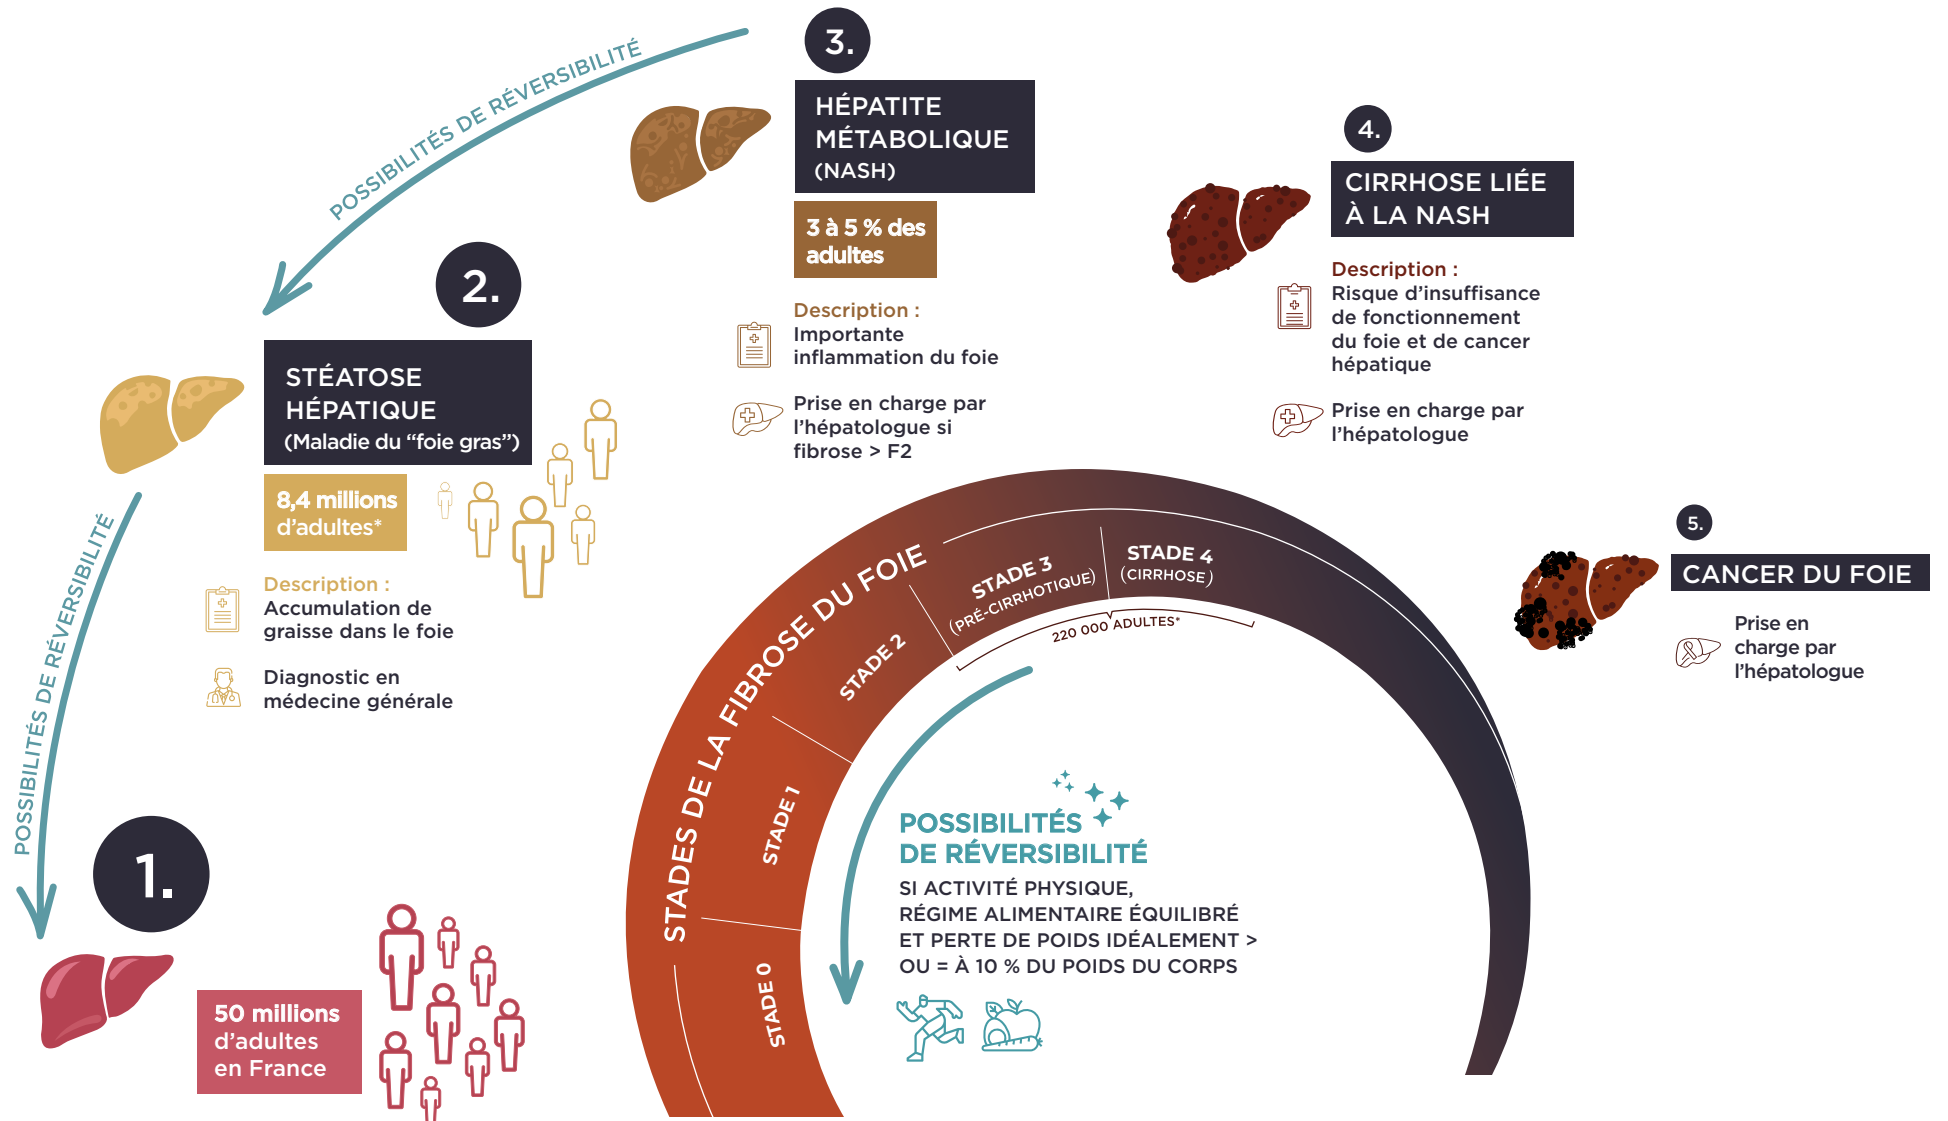 1.
50 millions
d'adultes
en France
POSSIBILITÉS DE RÉVERSIBILITÉ
2.
STÉATOSE
HÉPATIQUE
(Maladie du “foie gras”)
8,4 millions
d'adultes*
Description :
Accumulation de
graisse dans le foie
Diagnostic en
médecine générale
POSSIBILITÉS DE RÉVERSIBILITÉ
3.
HÉPATITE
MÉTABOLIQUE
(NASH)
3 à 5 % des
adultes
Description :
Importante
inflammation du foie
Prise en charge par
l'hépatologue si
fibrose > F2
4.
CIRRHOSE LIÉE
À LA NASH
Description :
Risque d'insuffisance
de fonctionnement
du foie et de cancer
hépatique
Prise en charge par
l'hépatologue
5.
CANCER DU FOIE
Prise en
charge par
l'hépatologue
STADES DE LA FIBROSE DU FOIE
STADE 0
STADE 1
STADE 2
STADE 3
(PRÉ-CIRRHOTIQUE)
STADE 4
(CIRRHOSE)
220 000 ADULTES*
POSSIBILITÉS
DE RÉVERSIBILITÉ
SI ACTIVITÉ PHYSIQUE,
RÉGIME ALIMENTAIRE ÉQUILIBRÉ
ET PERTE DE POIDS IDÉALEMENT >
OU = À 10 % DU POIDS DU CORPS